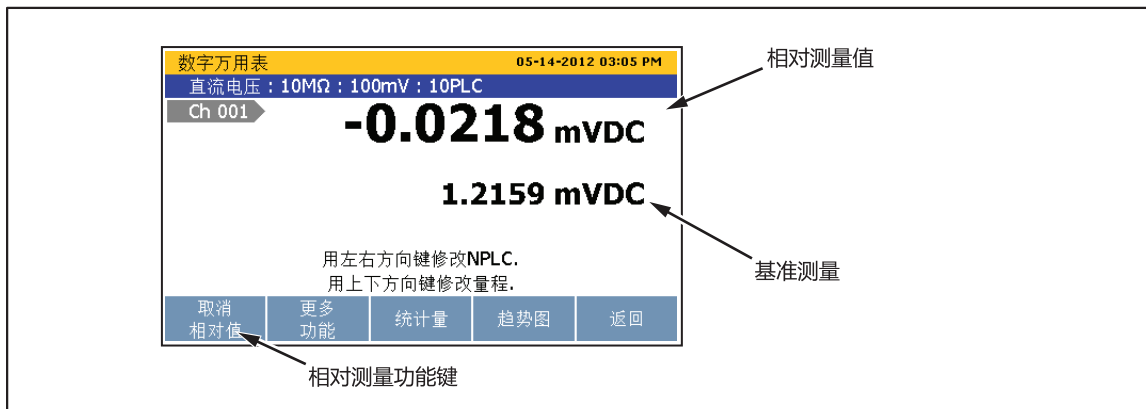 数字万用表 05-14-2012 03:05 PM
直流电压：10MΩ：100mV：10PLC
Ch 001
-0.0218 mVDC
1.2159 mVDC
用左右方向键修改NPLC.
用上下方向键修改量程.
取消
相对值
更多
功能
统计量
趋势图
返回
相对测量值
基准测量
相对测量功能键